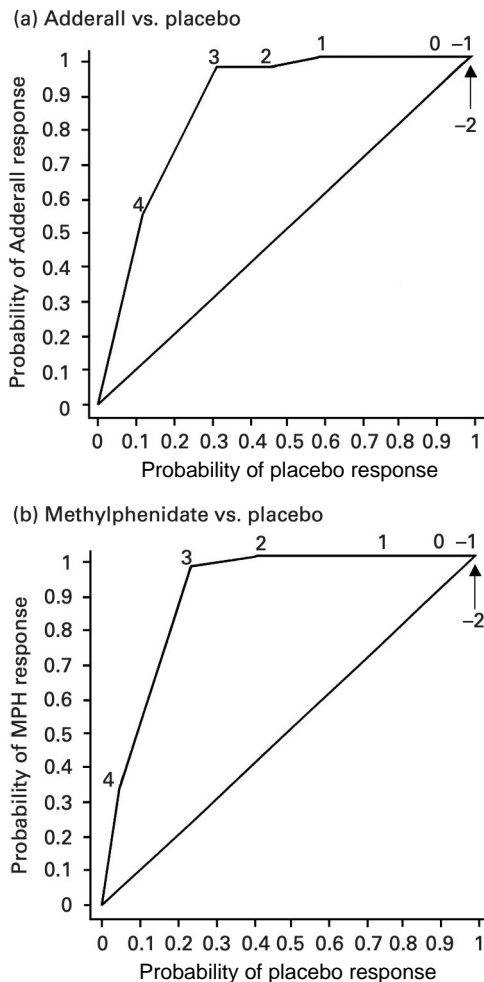 (a) Adderall vs. placebo
3 2 1 0 –1
1
0.9
0.8
–2
0.7
0.6
4
0.5
0.4
0.3
0.2
0.1
0
Probability of Adderall response
0 0.1 0.2 0.3 0.4 0.5 0.6 0.7 0.8 0.9 1
Probability of placebo response
(b) Methylphenidate vs. placebo
3 2 1 0 –1
1
0.9
–2
0.8
0.7
0.6
0.5
0.4
4
0.3
0.2
0.1
0
Probability of MPH response
0 0.1 0.2 0.3 0.4 0.5 0.6 0.7 0.8 0.9 1
Probability of placebo response